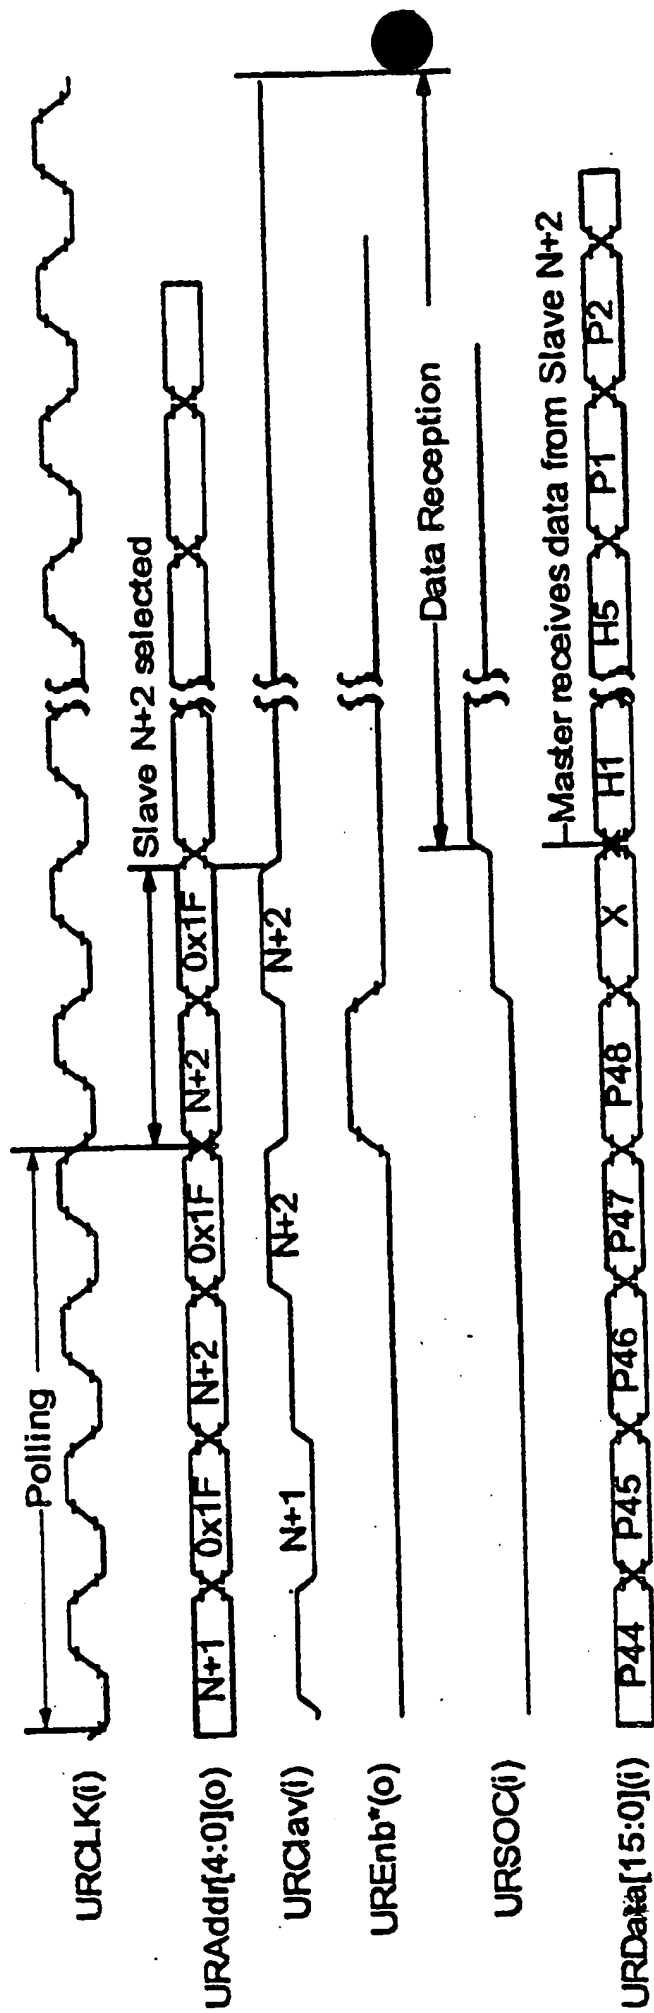 Polling
Slave N+2 selected
URCLK(i)
URAddr[4:0](o) N+1 0x1F N+2 0x1F N+2 0x1F
URClav(i) N+1 N+2 N+2
UREnb*(o)
Data Reception
URSOC(i)
Master receives data from Slave N+2
URData[15:0](i) P44 P45 P46 P47 P48 X H1 H5 P1 P2